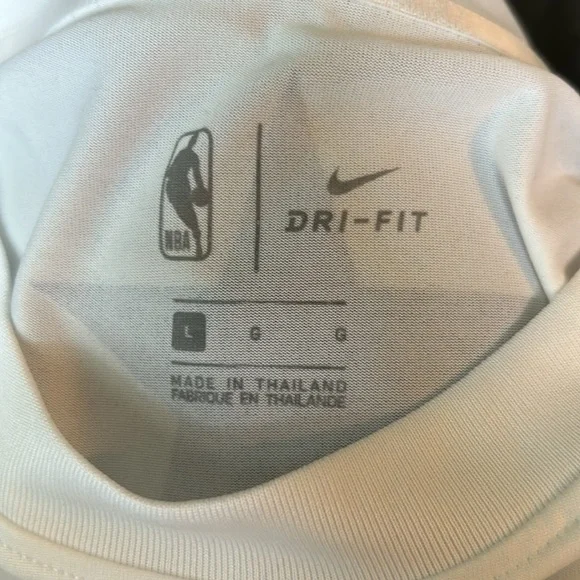 NBA
DRI-FIT
L G G
MADE IN THAILAND
FABRIQUE EN THAILANDE